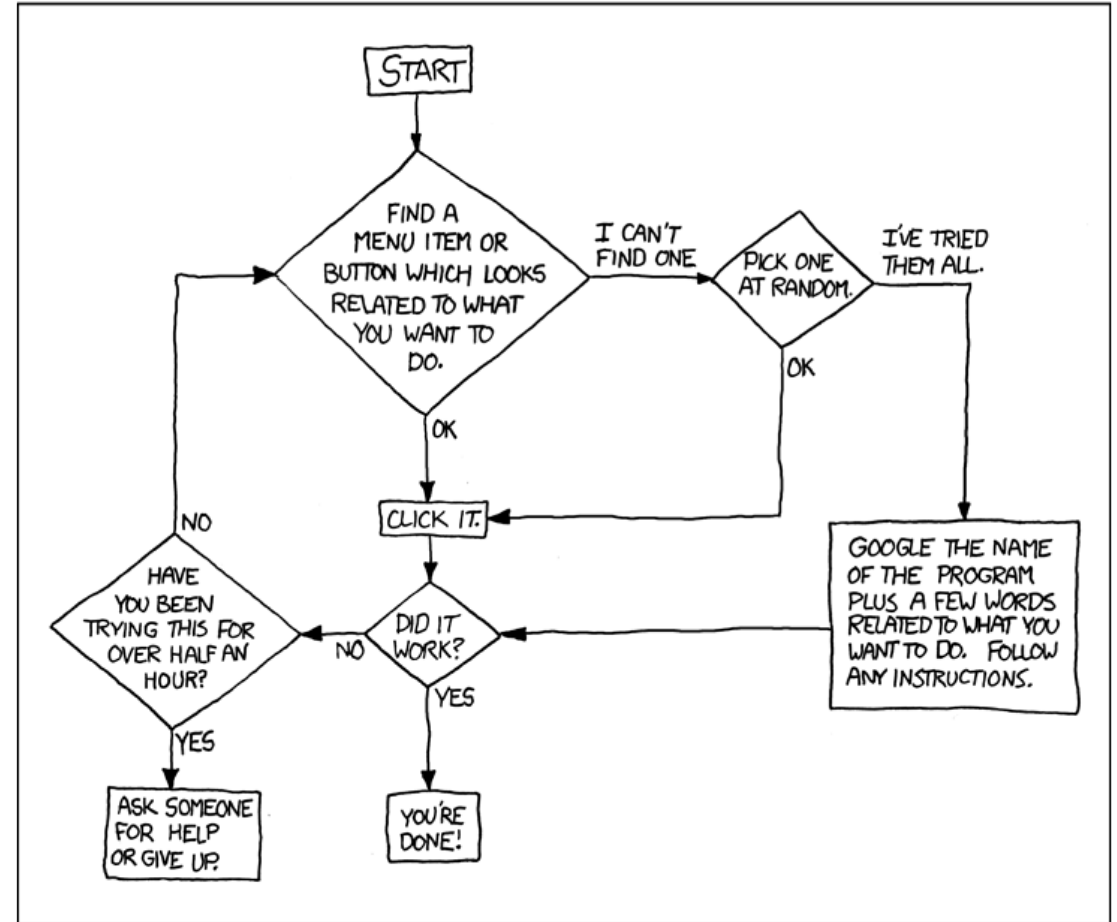 START
FIND A
MENU ITEM OR
BUTTON WHICH LOOKS
RELATED TO WHAT
YOU WANT TO
DO.
I CAN'T
FIND ONE
PICK ONE
AT RANDOM.
I'VE TRIED
THEM ALL.
OK
OK
CLICK IT.
NO
HAVE
YOU BEEN
TRYING THIS FOR
OVER HALF AN
HOUR?
NO
DID IT
WORK?
GOOGLE THE NAME
OF THE PROGRAM
PLUS A FEW WORDS
RELATED TO WHAT YOU
WANT TO DO. FOLLOW
ANY INSTRUCTIONS.
YES
YES
ASK SOMEONE
FOR HELP
OR GIVE UP.
YOU'RE
DONE!